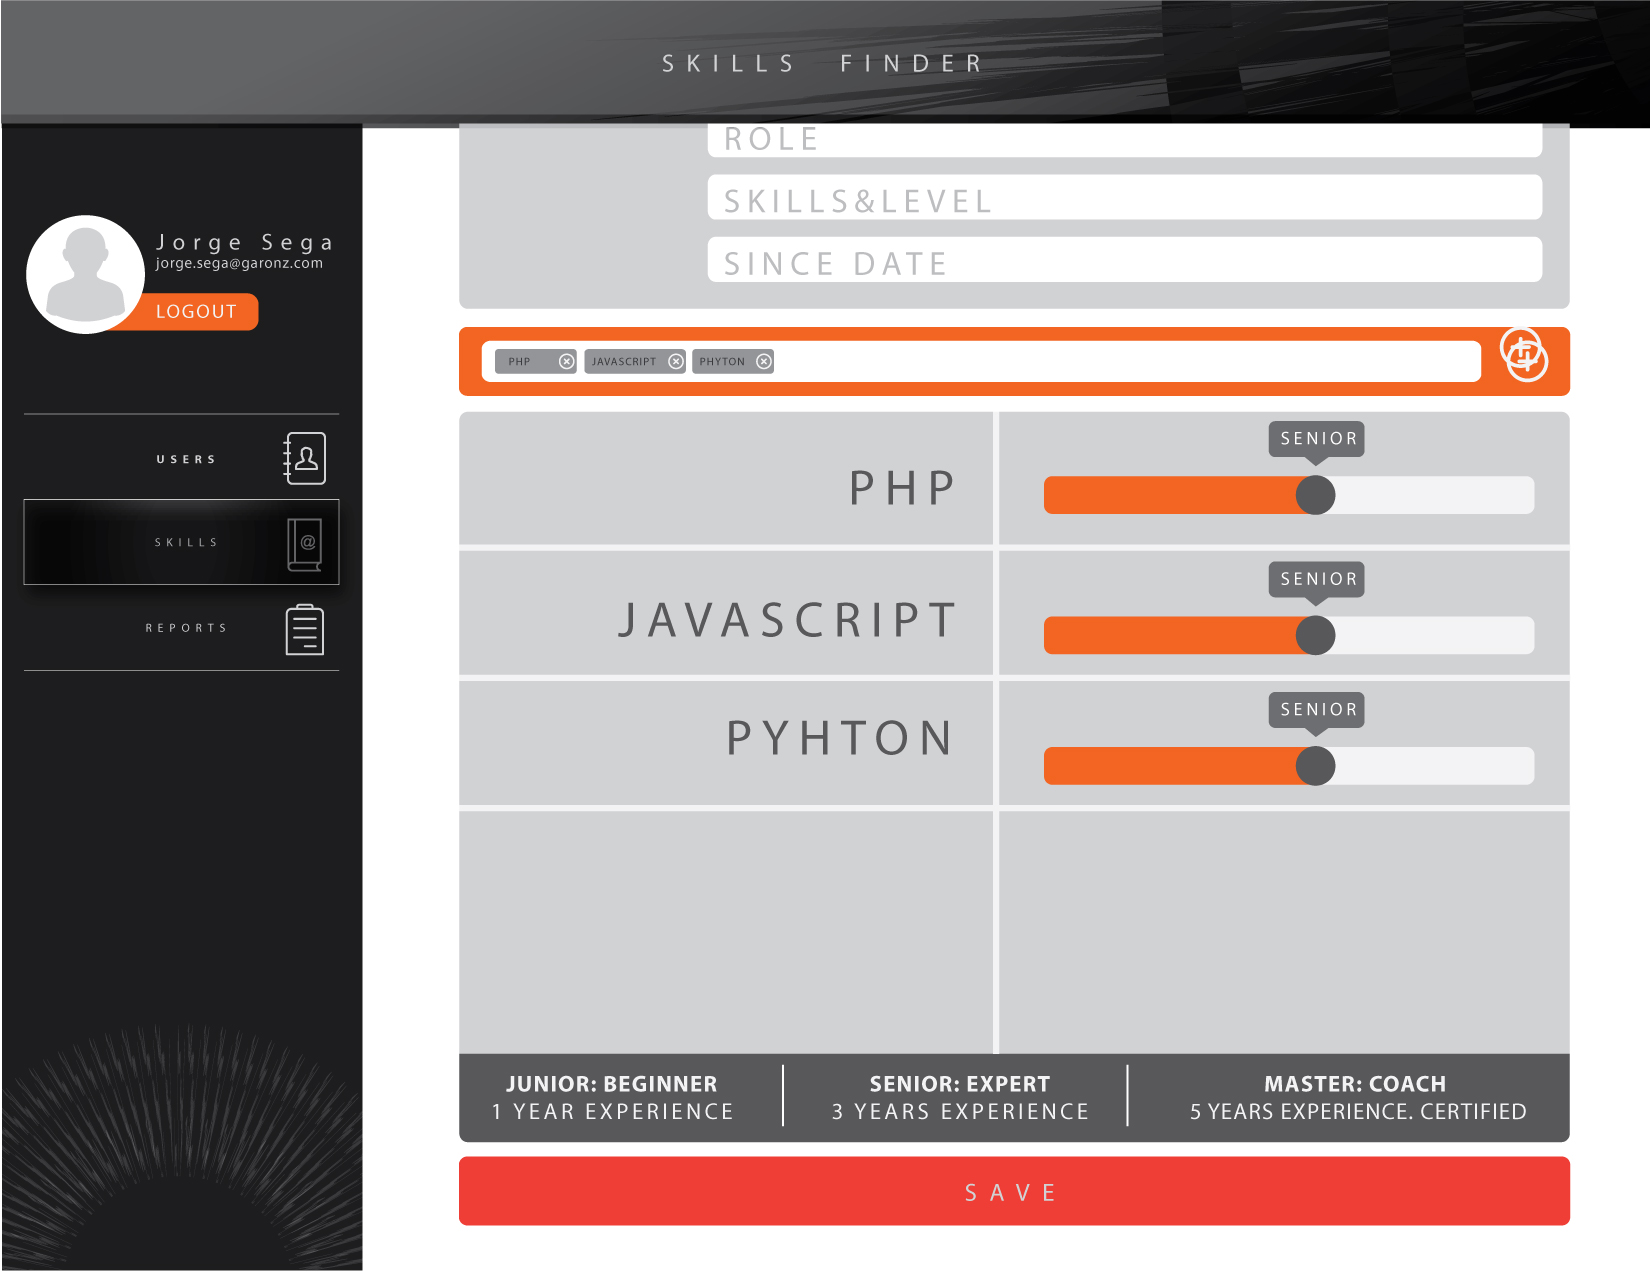 SKILLS FINDER
Jorge Sega
jorge.sega@garonz.com
LOGOUT
USERS
SKILLS
@
REPORTS
ROLE
SKILLS&LEVEL
SINCE DATE
PHP JAVASCRIPT PHYTON
PHP
SENIOR
JAVASCRIPT
SENIOR
PYHTON
SENIOR
JUNIOR: BEGINNER
1 YEAR EXPERIENCE
SENIOR: EXPERT
3 YEARS EXPERIENCE
MASTER: COACH
5 YEARS EXPERIENCE. CERTIFIED
SAVE